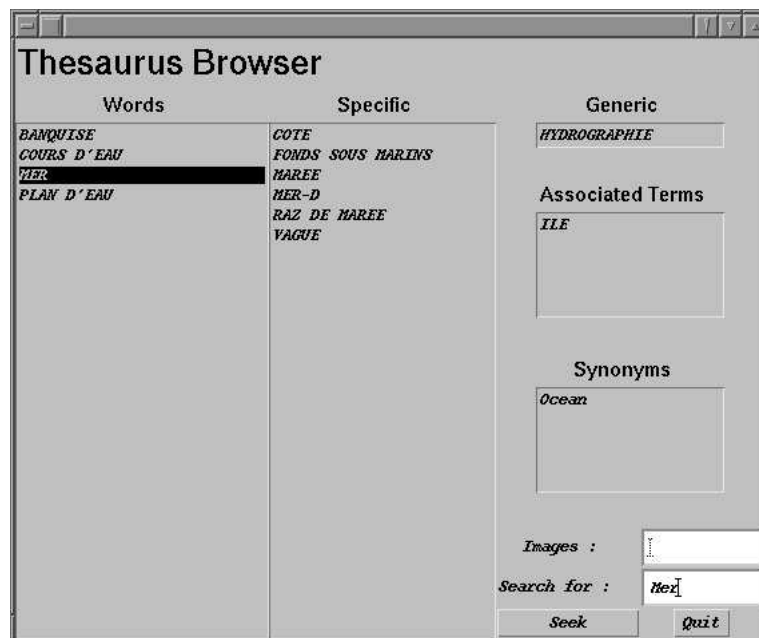 Thesaurus Browser
Words
BANQUISE
COURS D'EAU
MER
PLAN D'EAU
Specific
COTE
FONDS SOUS MARINS
MAREE
MER-D
RAZ DE MAREE
VAGUE
Generic
HYDROGRAPHIE
Associated Terms
ILE
Synonyms
Ocean
Images :
Search for : Mer
Seek Quit